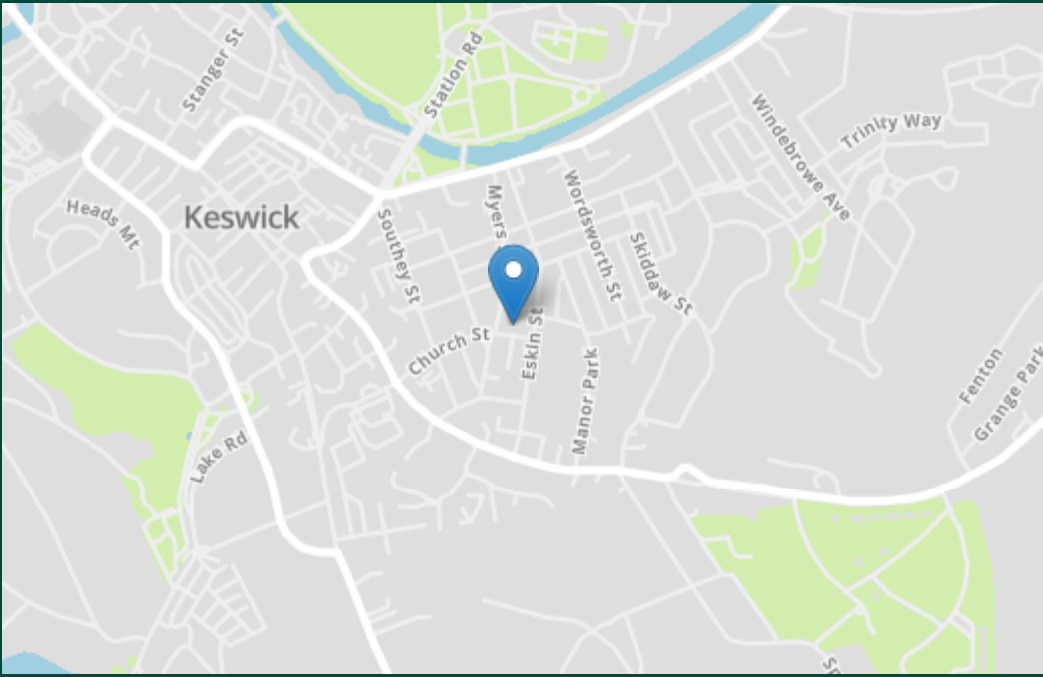 Stanger St
Station Rd
Windebrowe Ave
Trinity Way
Heads Mt
Keswick
Southey St
Myers
Wordsworth St
Skiddaw St
Church St
Eskin St
Manor Park
Fenton
Grange Park
Lake Rd
Sp